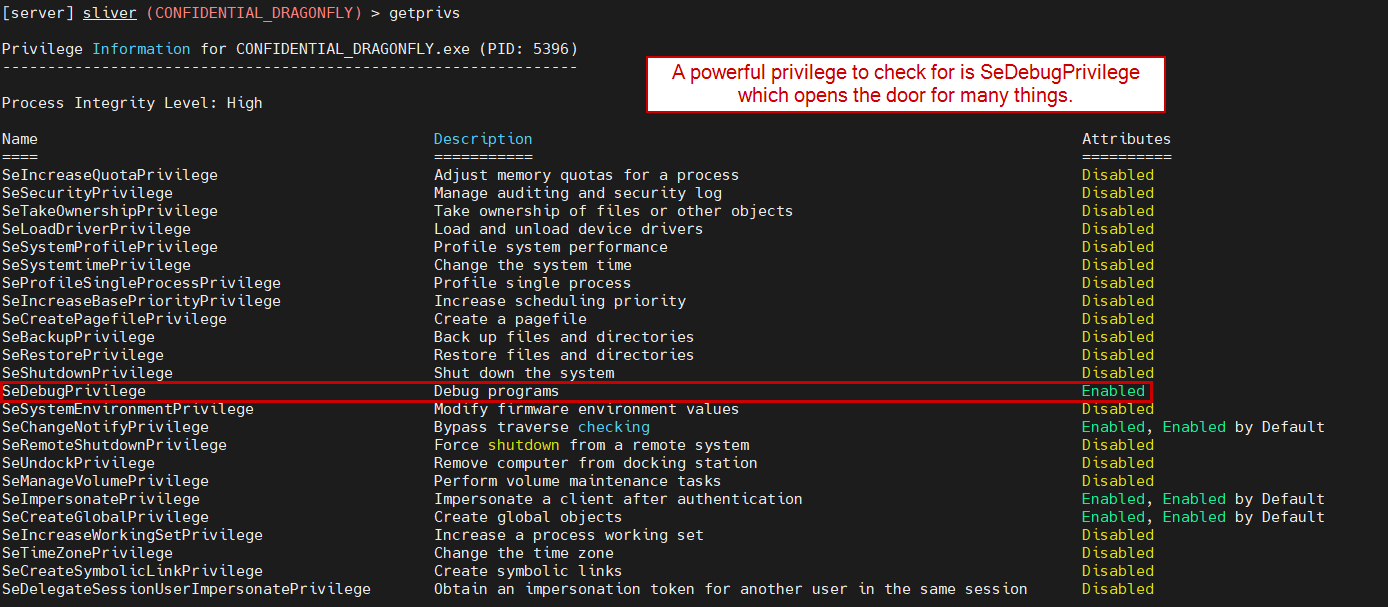 [server] sliver (CONFIDENTIAL_DRAGONFLY) > getprivs
Privilege Information for CONFIDENTIAL_DRAGONFLY.exe (PID: 5396)
---------------------------------------------------------------
A powerful privilege to check for is SeDebugPrivilege
which opens the door for many things.
Process Integrity Level: High
Name Description Attributes
==== =========== ==========
SeIncreaseQuotaPrivilege Adjust memory quotas for a process Disabled
SeSecurityPrivilege Manage auditing and security log Disabled
SeTakeOwnershipPrivilege Take ownership of files or other objects Disabled
SeLoadDriverPrivilege Load and unload device drivers Disabled
SeSystemProfilePrivilege Profile system performance Disabled
SeSystemtimePrivilege Change the system time Disabled
SeProfileSingleProcessPrivilege Profile single process Disabled
SeIncreaseBasePriorityPrivilege Increase scheduling priority Disabled
SeCreatePagefilePrivilege Create a pagefile Disabled
SeBackupPrivilege Back up files and directories Disabled
SeRestorePrivilege Restore files and directories Disabled
SeShutdownPrivilege Shut down the system Disabled
SeDebugPrivilege Debug programs Enabled
SeSystemEnvironmentPrivilege Modify firmware environment values Disabled
SeChangeNotifyPrivilege Bypass traverse checking Enabled, Enabled by Default
SeRemoteShutdownPrivilege Force shutdown from a remote system Disabled
SeUndockPrivilege Remove computer from docking station Disabled
SeManageVolumePrivilege Perform volume maintenance tasks Disabled
SeImpersonatePrivilege Impersonate a client after authentication Enabled, Enabled by Default
SeCreateGlobalPrivilege Create global objects Enabled, Enabled by Default
SeIncreaseWorkingSetPrivilege Increase a process working set Disabled
SeTimeZonePrivilege Change the time zone Disabled
SeCreateSymbolicLinkPrivilege Create symbolic links Disabled
SeDelegateSessionUserImpersonatePrivilege Obtain an impersonation token for another user in the same session Disabled